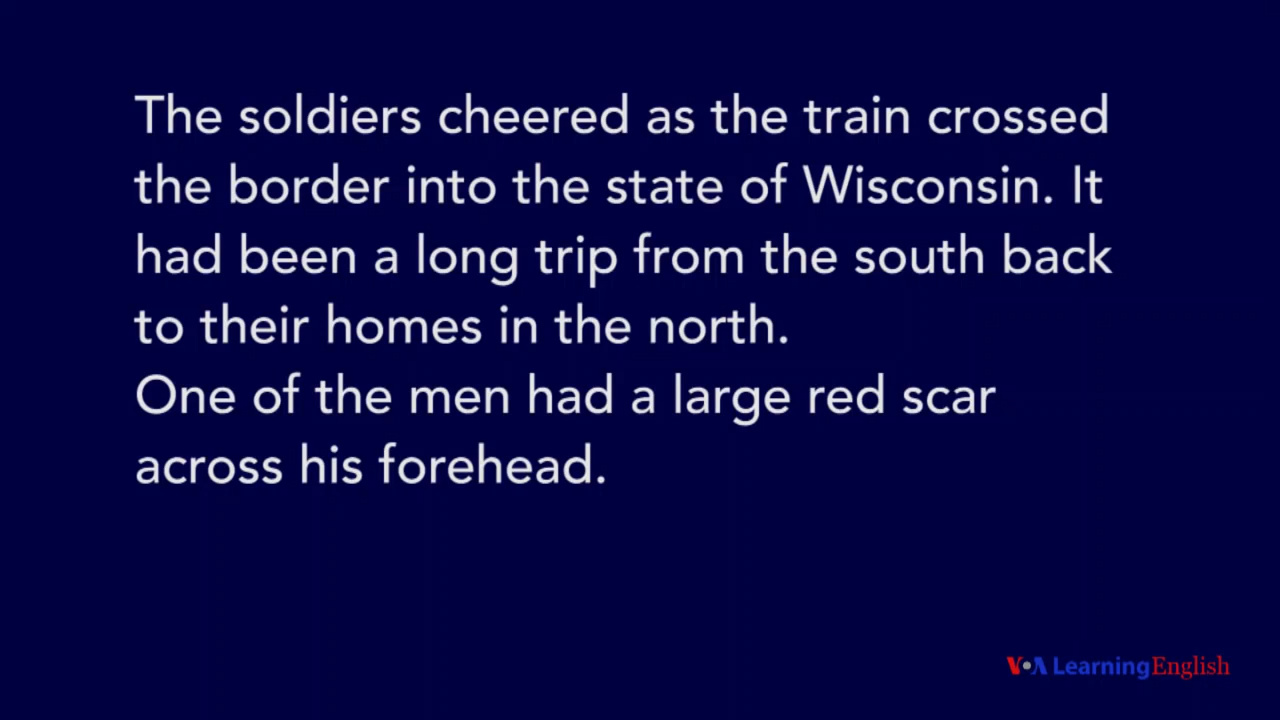 The soldiers cheered as the train crossed
the border into the state of Wisconsin. It
had been a long trip from the south back
to their homes in the north.
One of the men had a large red scar
across his forehead.
VOA LearningEnglish